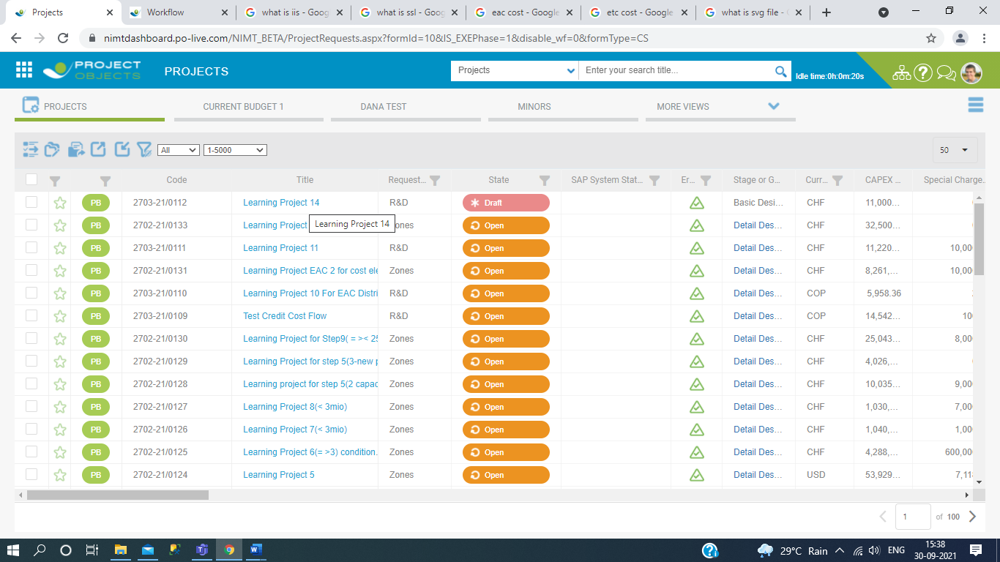 Projects
Workflow
what is iis - Goog
what is ssl - Goog
eac cost - Google
etc cost - Google
what is svg file - G
nimtdashboard.po-live.com/NIMT_BETA/ProjectRequests.aspx?formId=10&IS_EXEPhase=1&disable_wf=0&formType=CS
PROJECT OBJECTS
PROJECTS
Projects
Enter your search title...
Idle time:0h:0m:20s
PROJECTS
CURRENT BUDGET 1
DANA TEST
MINORS
MORE VIEWS
All
1-5000
50
Code Title Request... State SAP System Stat... Er... Stage or G... Curr... CAPEX ... Special Charge.
PB 2703-21/0112 Learning Project 14 R&D Draft Basic Desi... CHF 11,000...
Learning Project 14
PB 2702-21/0133 Learning Project ones Open Detail Des... CHF 32,500...
PB 2703-21/0111 Learning Project 11 R&D Open Detail Des... CHF 11,220... 10,00
PB 2702-21/0131 Learning Project EAC 2 for cost ele Zones Open Detail Des... CHF 8,261,... 10,00
PB 2703-21/0110 Learning Project 10 For EAC Distri R&D Open Detail Des... COP 5,958.36
PB 2703-21/0109 Test Credit Cost Flow R&D Open Detail Des... COP 14,542... 10
PB 2702-21/0130 Learning Project for Step9( = >< 25 Zones Open Detail Des... CHF 25,043... 8,00
PB 2702-21/0129 Learning Project for step 5(3-new p Zones Open Detail Des... CHF 4,026,...
PB 2702-21/0128 Learning project for step 5(2 capac Zones Open Detail Des... CHF 10,035... 9,00
PB 2702-21/0127 Learning Project 8(< 3mio) Zones Open Detail Des... CHF 1,030,... 7,00
PB 2702-21/0126 Learning Project 7(< 3mio) Zones Open Detail Des... CHF 1,040,... 1,00
PB 2702-21/0125 Learning Project 6(= >3) condition. Zones Open Detail Des... CHF 4,288,... 600,00
PB 2702-21/0124 Learning Project 5 Zones Open Detail Des... USD 53,929... 7,11
1 of 100
29°C Rain
ENG
15:38
30-09-2021